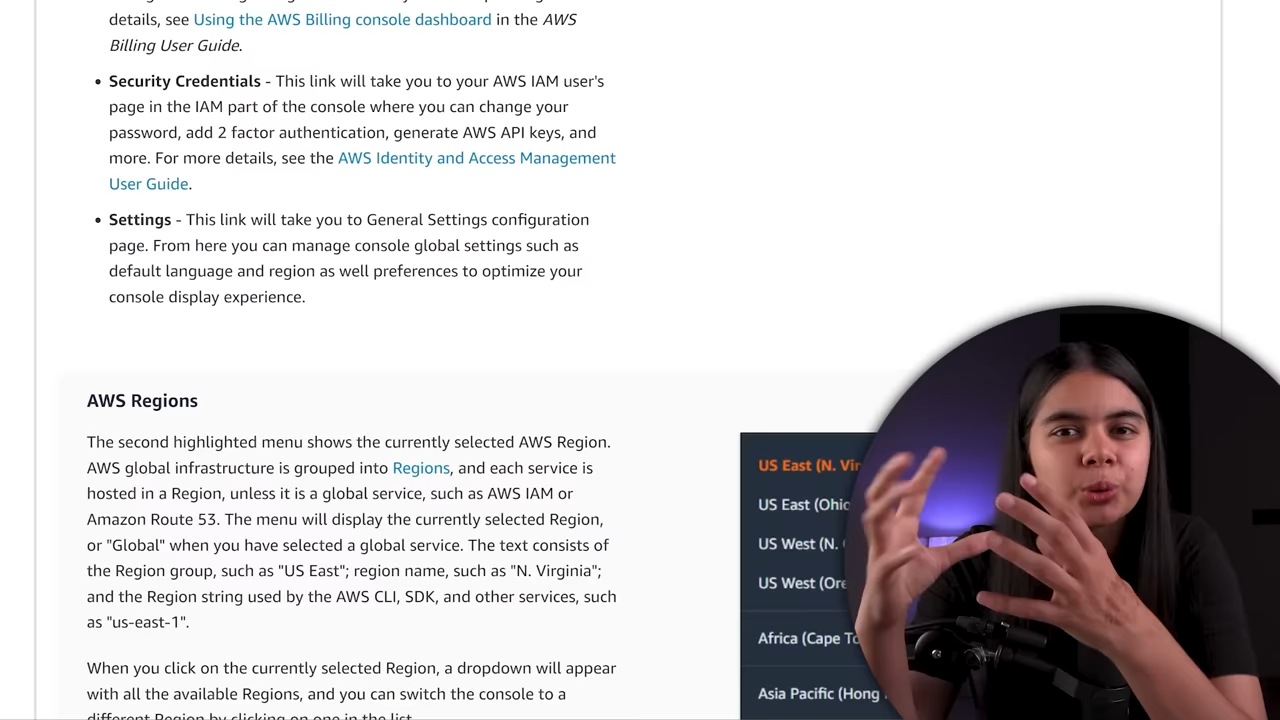 details, see Using the AWS Billing console dashboard in the AWS
Billing User Guide.
• Security Credentials - This link will take you to your AWS IAM user's
page in the IAM part of the console where you can change your
password, add 2 factor authentication, generate AWS API keys, and
more. For more details, see the AWS Identity and Access Management
User Guide.
• Settings - This link will take you to General Settings configuration
page. From here you can manage console global settings such as
default language and region as well preferences to optimize your
console display experience.
AWS Regions
The second highlighted menu shows the currently selected AWS Region.
AWS global infrastructure is grouped into Regions, and each service is
hosted in a Region, unless it is a global service, such as AWS IAM or
Amazon Route 53. The menu will display the currently selected Region,
or "Global" when you have selected a global service. The text consists of
the Region group, such as "US East"; region name, such as "N. Virginia";
and the Region string used by the AWS CLI, SDK, and other services, such
as "us-east-1".
When you click on the currently selected Region, a dropdown will appear
with all the available Regions, and you can switch the console to a
different Region by clicking on one in the list.
US East (N. Vir
US East (Ohio
US West (N.
US West (Ore
Africa (Cape To
Asia Pacific (Hong